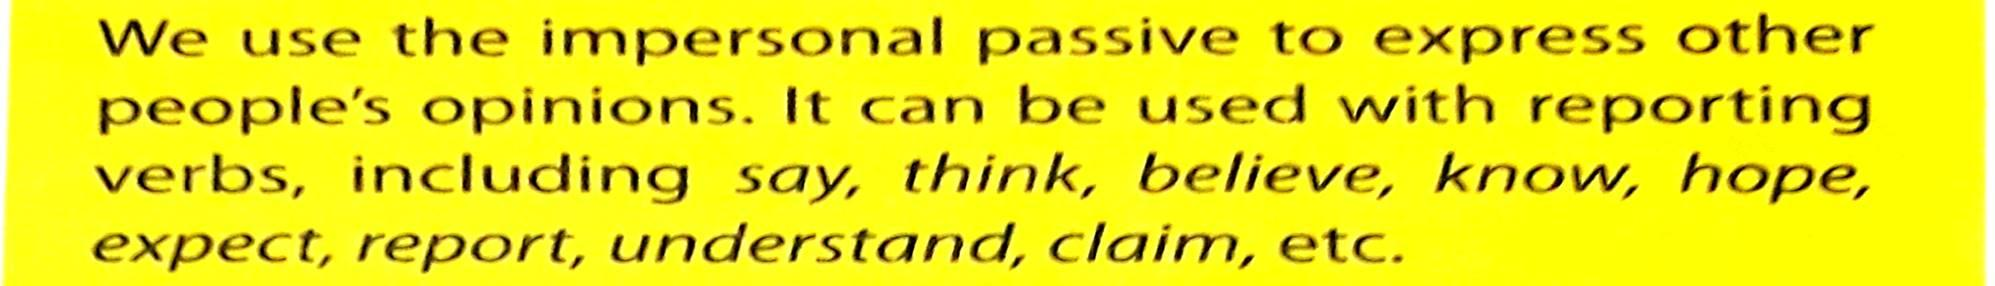 We use the impersonal passive to express other
people's opinions. It can be used with reporting
verbs, including say, think, believe, know, hope,
expect, report, understand, claim, etc.